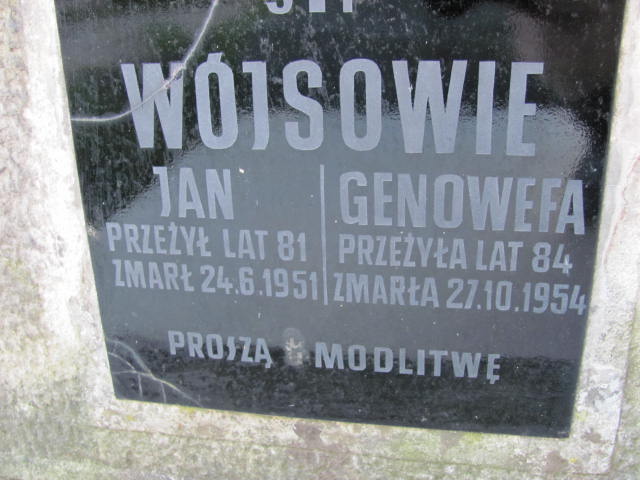 WÓJSOWIE
JAN
PRZEŻYŁ LAT 81
ZMARŁ 24.6.1951
GENOWEFA
PRZEŻYŁA LAT 84
ZMARŁA 27.10.1954
PROSZĄ MODLITWĘ